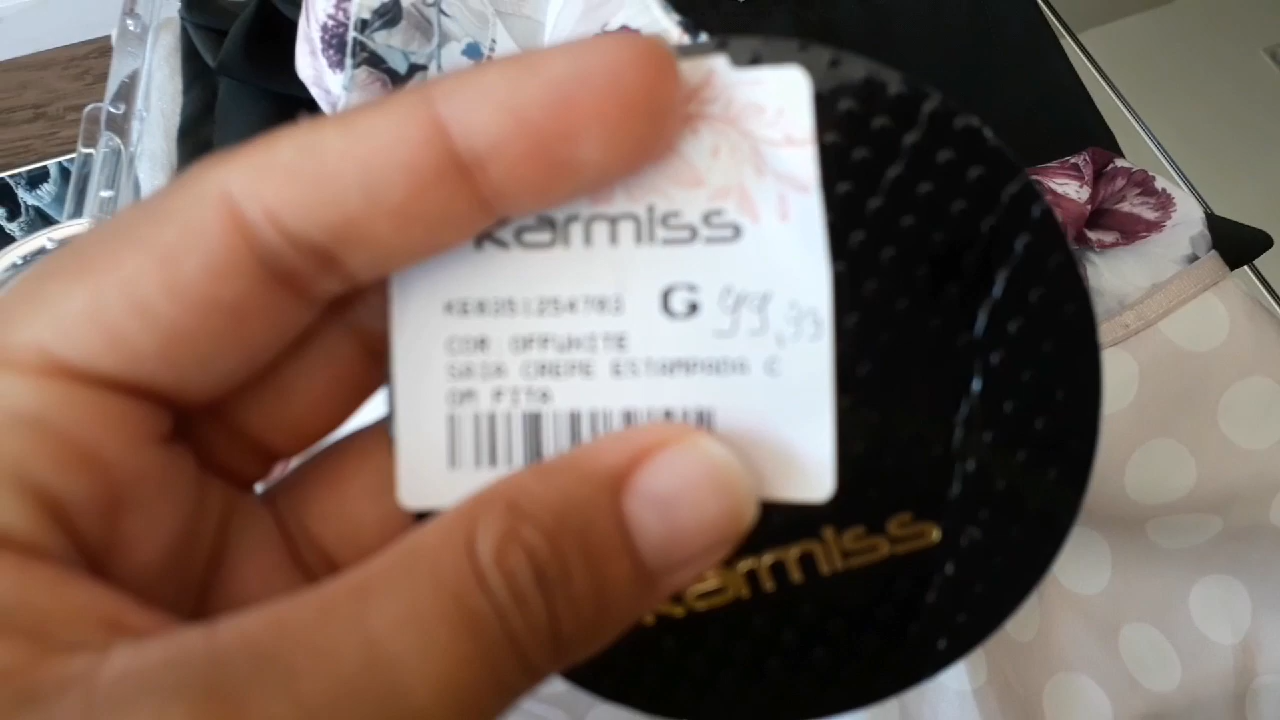 karmiss
G 99,33
COR OFFWHITE
SAIA CREPE ESTAMPADA C
OM FITA
karmiss